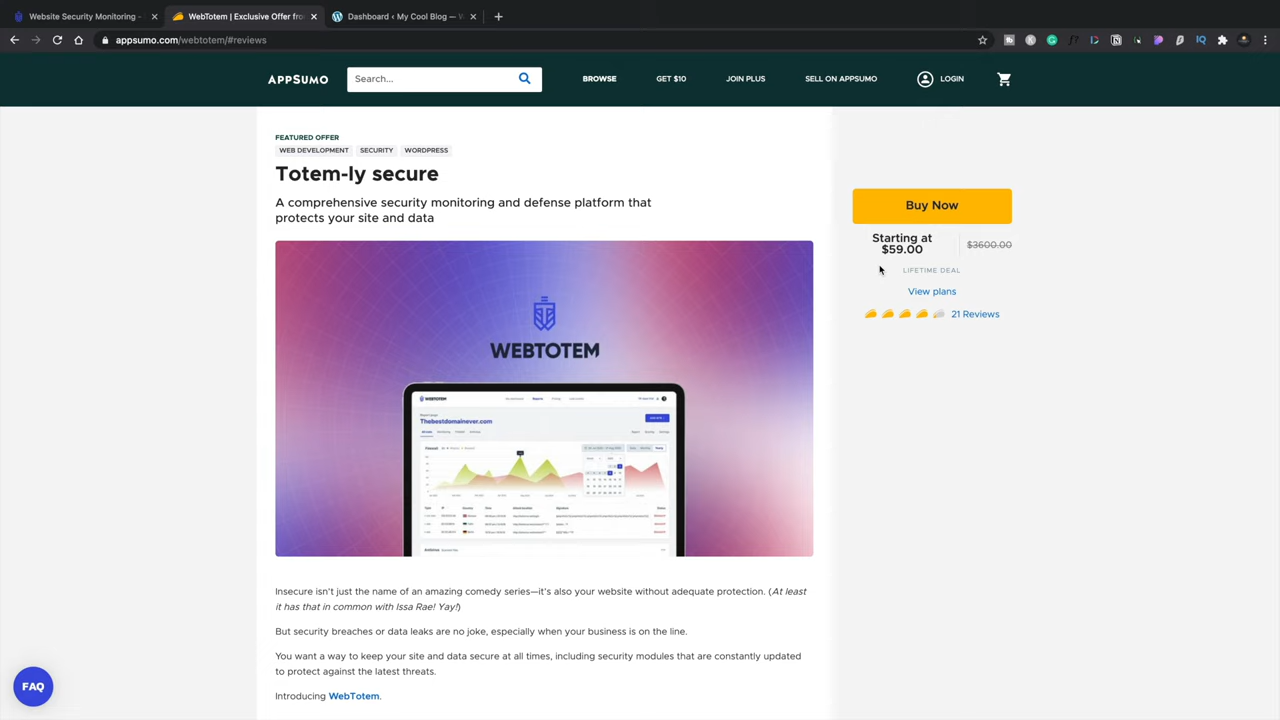 Website Security Monitoring -
WebTotem | Exclusive Offer fro
Dashboard ‹ My Cool Blog — W
appsumo.com/webtotem/#reviews
APPSUMO
Search...
BROWSE
GET $10
JOIN PLUS
SELL ON APPSUMO
LOGIN
FEATURED OFFER
WEB DEVELOPMENT
SECURITY
WORDPRESS
Totem-ly secure
A comprehensive security monitoring and defense platform that
protects your site and data
Buy Now
Starting at
$59.00
$3600.00
LIFETIME DEAL
View plans
21 Reviews
WEBTOTEM
WEBTOTEM
Thebestdomainever.com
Insecure isn't just the name of an amazing comedy series—it's also your website without adequate protection. (At least
it has that in common with Issa Rae! Yay!)
But security breaches or data leaks are no joke, especially when your business is on the line.
You want a way to keep your site and data secure at all times, including security modules that are constantly updated
to protect against the latest threats.
Introducing WebTotem.
FAQ